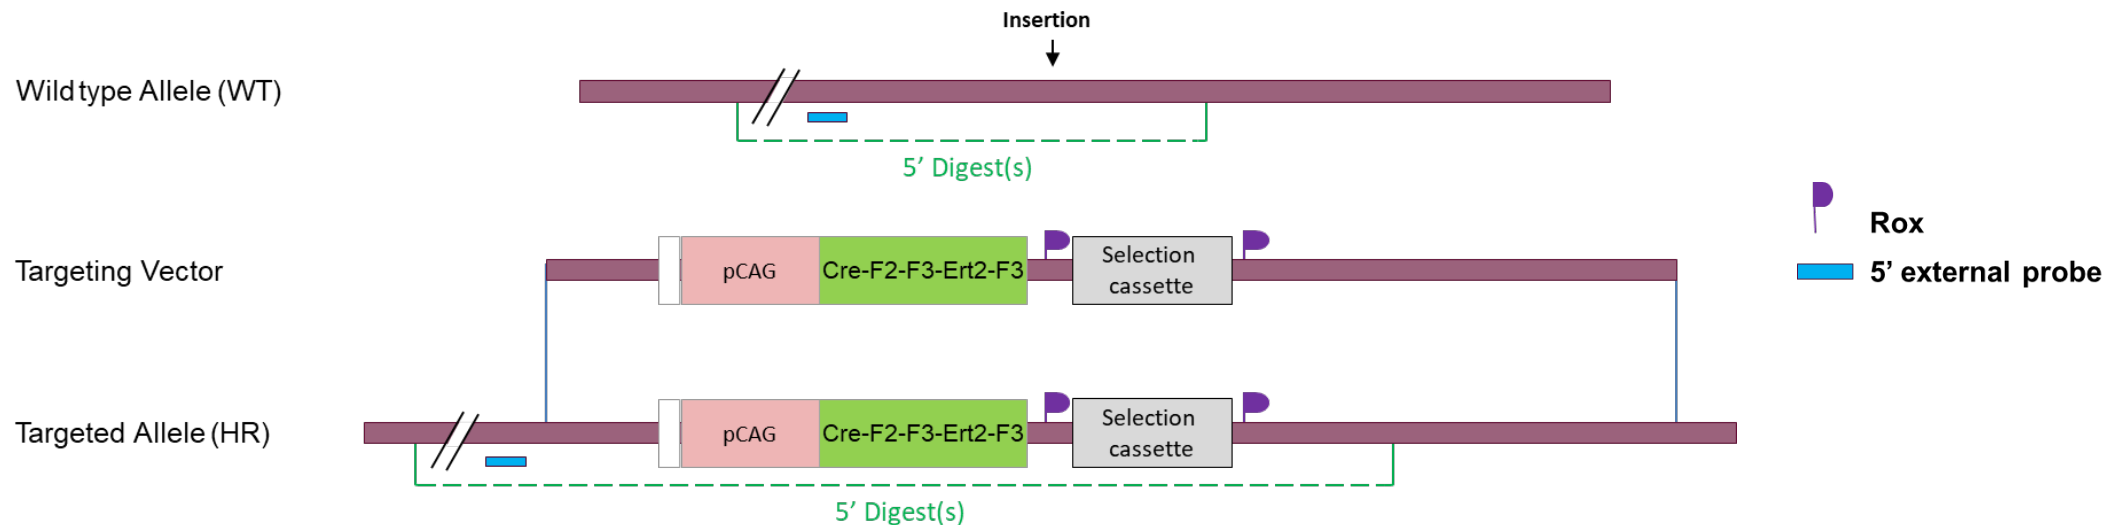 Insertion
Wild type Allele (WT)
5’ Digest(s)
Rox
Targeting Vector
pCAG
Cre-F2-F3-Ert2-F3
Selection
cassette
5’ external probe
Targeted Allele (HR)
pCAG
Cre-F2-F3-Ert2-F3
Selection
cassette
5’ Digest(s)